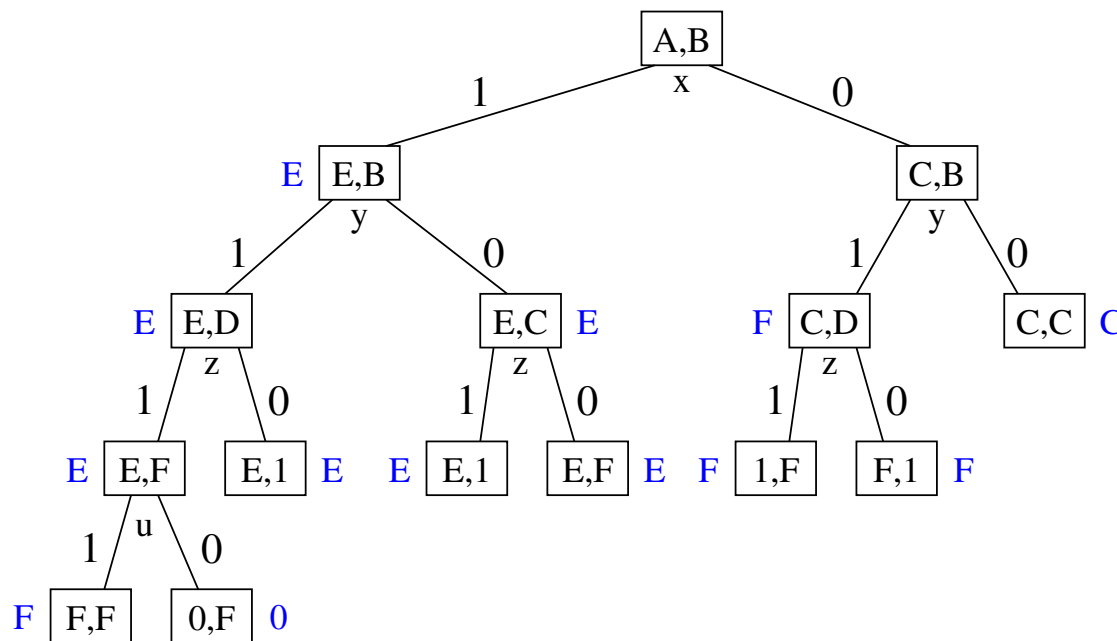 A,B
x
1 0
E E,B C,B
y y
1 0 1 0
E E,D E,C E F C,D C,C C
z z z
1 0 1 0 1 0
E E,F E,1 E E E,1 E,F E F 1,F F,1 F
u
1 0
F F,F 0,F 0